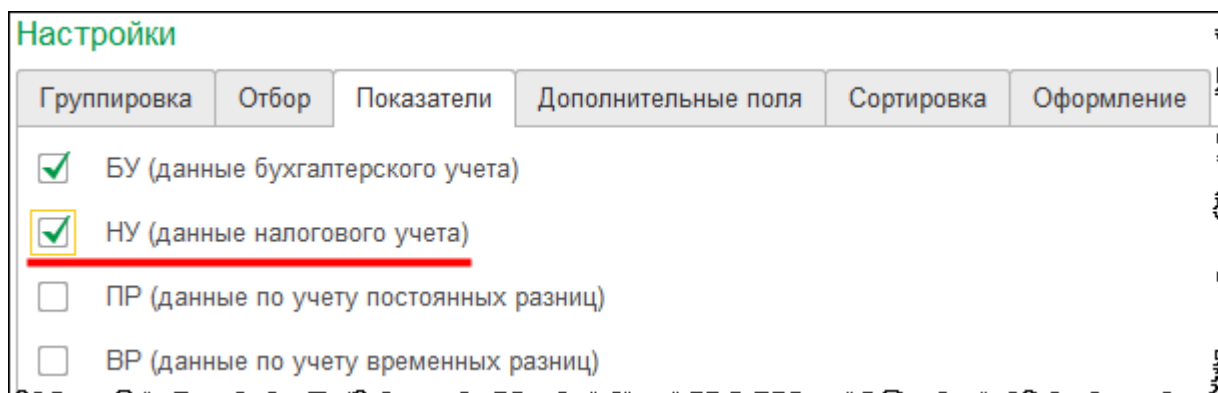 Настройки
Группировка Отбор Показатели Дополнительные поля Сортировка Оформление
БУ (данные бухгалтерского учета)
НУ (данные налогового учета)
ПР (данные по учету постоянных разниц)
ВР (данные по учету временных разниц)